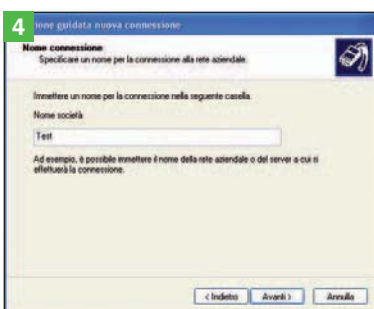 4
ione guidata nuova connessione
Nome connessione
Specificare un nome per la connessione alla rete aziendale.
Immettere un nome per la connessione nella seguente casella.
Nome società
Test
Ad esempio, è possibile immettere il nome della rete aziendale o del server a cui si
effettuerà la connessione.
< Indietro
Avanti >
Annulla